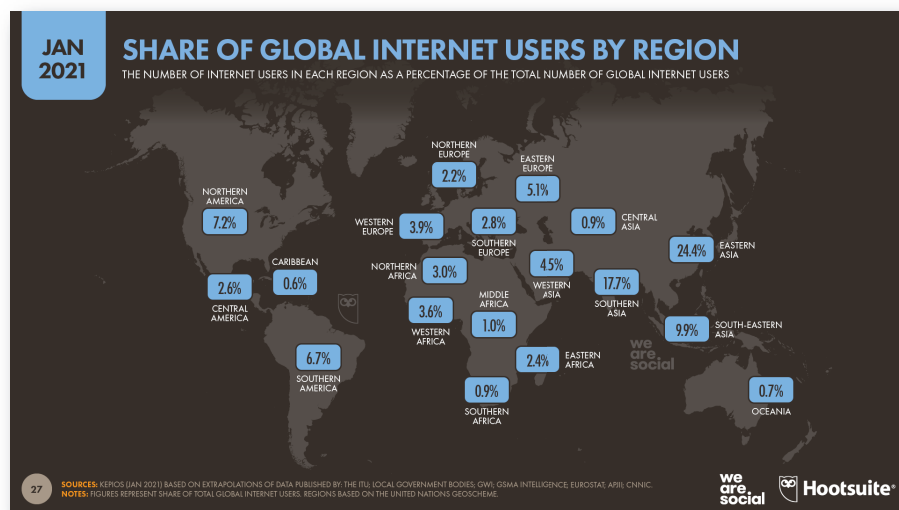 JAN
2021
SHARE OF GLOBAL INTERNET USERS BY REGION
THE NUMBER OF INTERNET USERS IN EACH REGION AS A PERCENTAGE OF THE TOTAL NUMBER OF GLOBAL INTERNET USERS
NORTHERN
EUROPE
2.2%
EASTERN
EUROPE
5.1%
NORTHERN
AMERICA
7.2%
WESTERN
EUROPE
3.9%
2.8%
SOUTHERN
EUROPE
0.9%
CENTRAL
ASIA
24.4%
EASTERN
ASIA
CARIBBEAN
0.6%
2.6%
CENTRAL
AMERICA
NORTHERN
AFRICA
3.0%
4.5%
WESTERN
ASIA
17.7%
SOUTHERN
ASIA
3.6%
WESTERN
AFRICA
MIDDLE
AFRICA
1.0%
9.9%
SOUTH-EASTERN
ASIA
we
are
social
6.7%
SOUTHERN
AMERICA
2.4%
EASTERN
AFRICA
0.9%
SOUTHERN
AFRICA
0.7%
OCEANIA
27
SOURCES: KEPIOS (JAN 2021) BASED ON EXTRAPOLATIONS OF DATA PUBLISHED BY: THE ITU; LOCAL GOVERNMENT BODIES; GWI; GSMA INTELLIGENCE; EUROSTAT; APJII; CNNIC.
NOTES: FIGURES REPRESENT SHARE OF TOTAL GLOBAL INTERNET USERS. REGIONS BASED ON THE UNITED NATIONS GEOSCHEME.
we
are
social
Hootsuite®